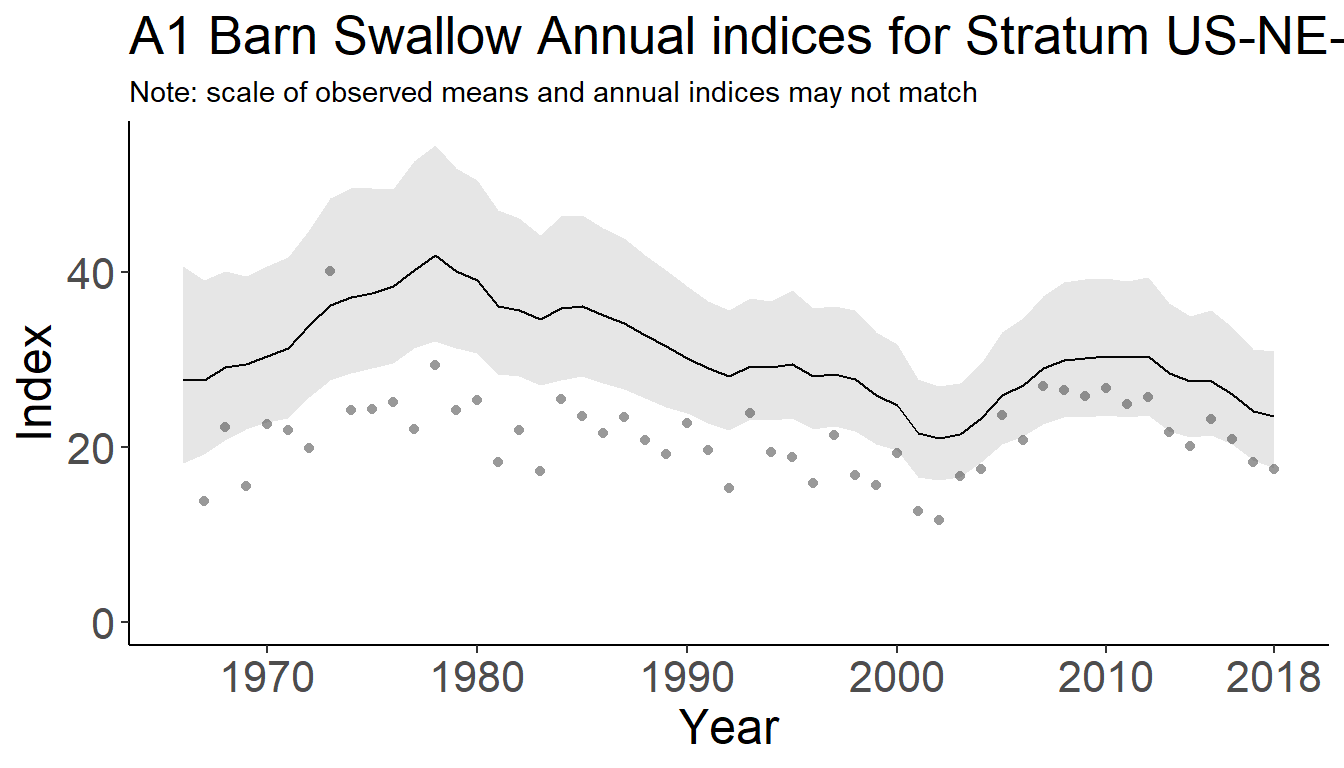 A1 Barn Swallow Annual indices for Stratum US-NE-
Note: scale of observed means and annual indices may not match
Index
40
20
0
1970 1980 1990 2000 2010 2018
Year